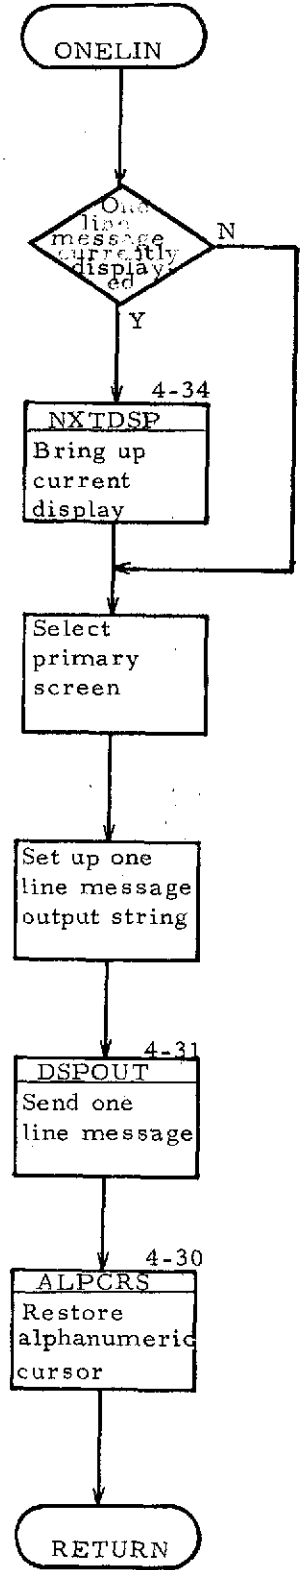 ONELIN
One
line
message
currently
display-
ed
N
Y
4-34
NXTDSP
Bring up
current
display
Select
primary
screen
Set up one
line message
output string
4-31
DSPOUT
Send one
line message
4-30
ALPCRS
Restore
alphanumeric
cursor
RETURN